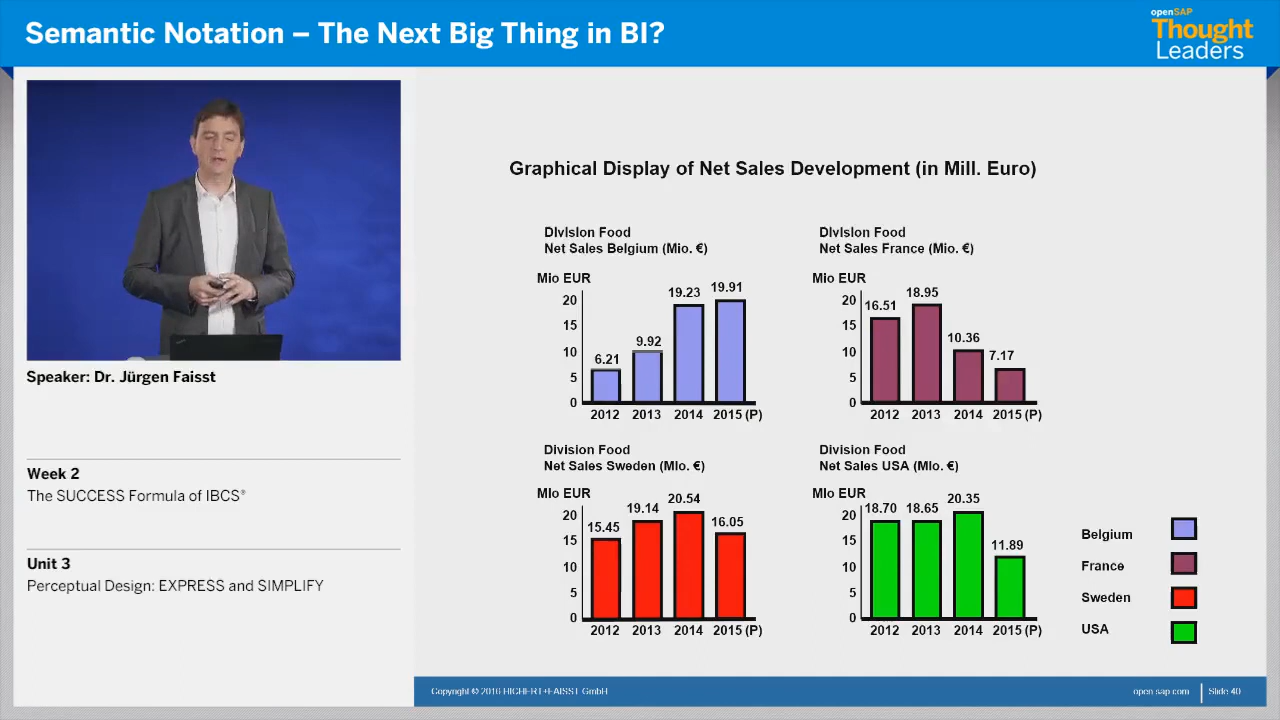 Semantic Notation – The Next Big Thing in BI?
openSAP
Thought
Leaders
Speaker: Dr. Jürgen Faisst
Week 2
The SUCCESS Formula of IBCS®
Unit 3
Perceptual Design: EXPRESS and SIMPLIFY
Graphical Display of Net Sales Development (in Mill. Euro)
Division Food
Net Sales Belgium (Mio. €)
Mio EUR
20
15
10
5
0
6.21
9.92
19.23
19.91
2012
2013
2014
2015 (P)
Division Food
Net Sales France (Mio. €)
Mio EUR
20
15
10
5
0
16.51
18.95
10.36
7.17
2012
2013
2014
2015 (P)
Division Food
Net Sales Sweden (Mio. €)
Mio EUR
20
15
10
5
0
15.45
19.14
20.54
16.05
2012
2013
2014
2015 (P)
Division Food
Net Sales USA (Mio. €)
Mio EUR
20
15
10
5
0
18.70
18.65
20.35
11.89
2012
2013
2014
2015 (P)
Belgium
France
Sweden
USA
Copyright © 2016 HICHERT+FAISST GmbH
open.sap.com
Slide 40